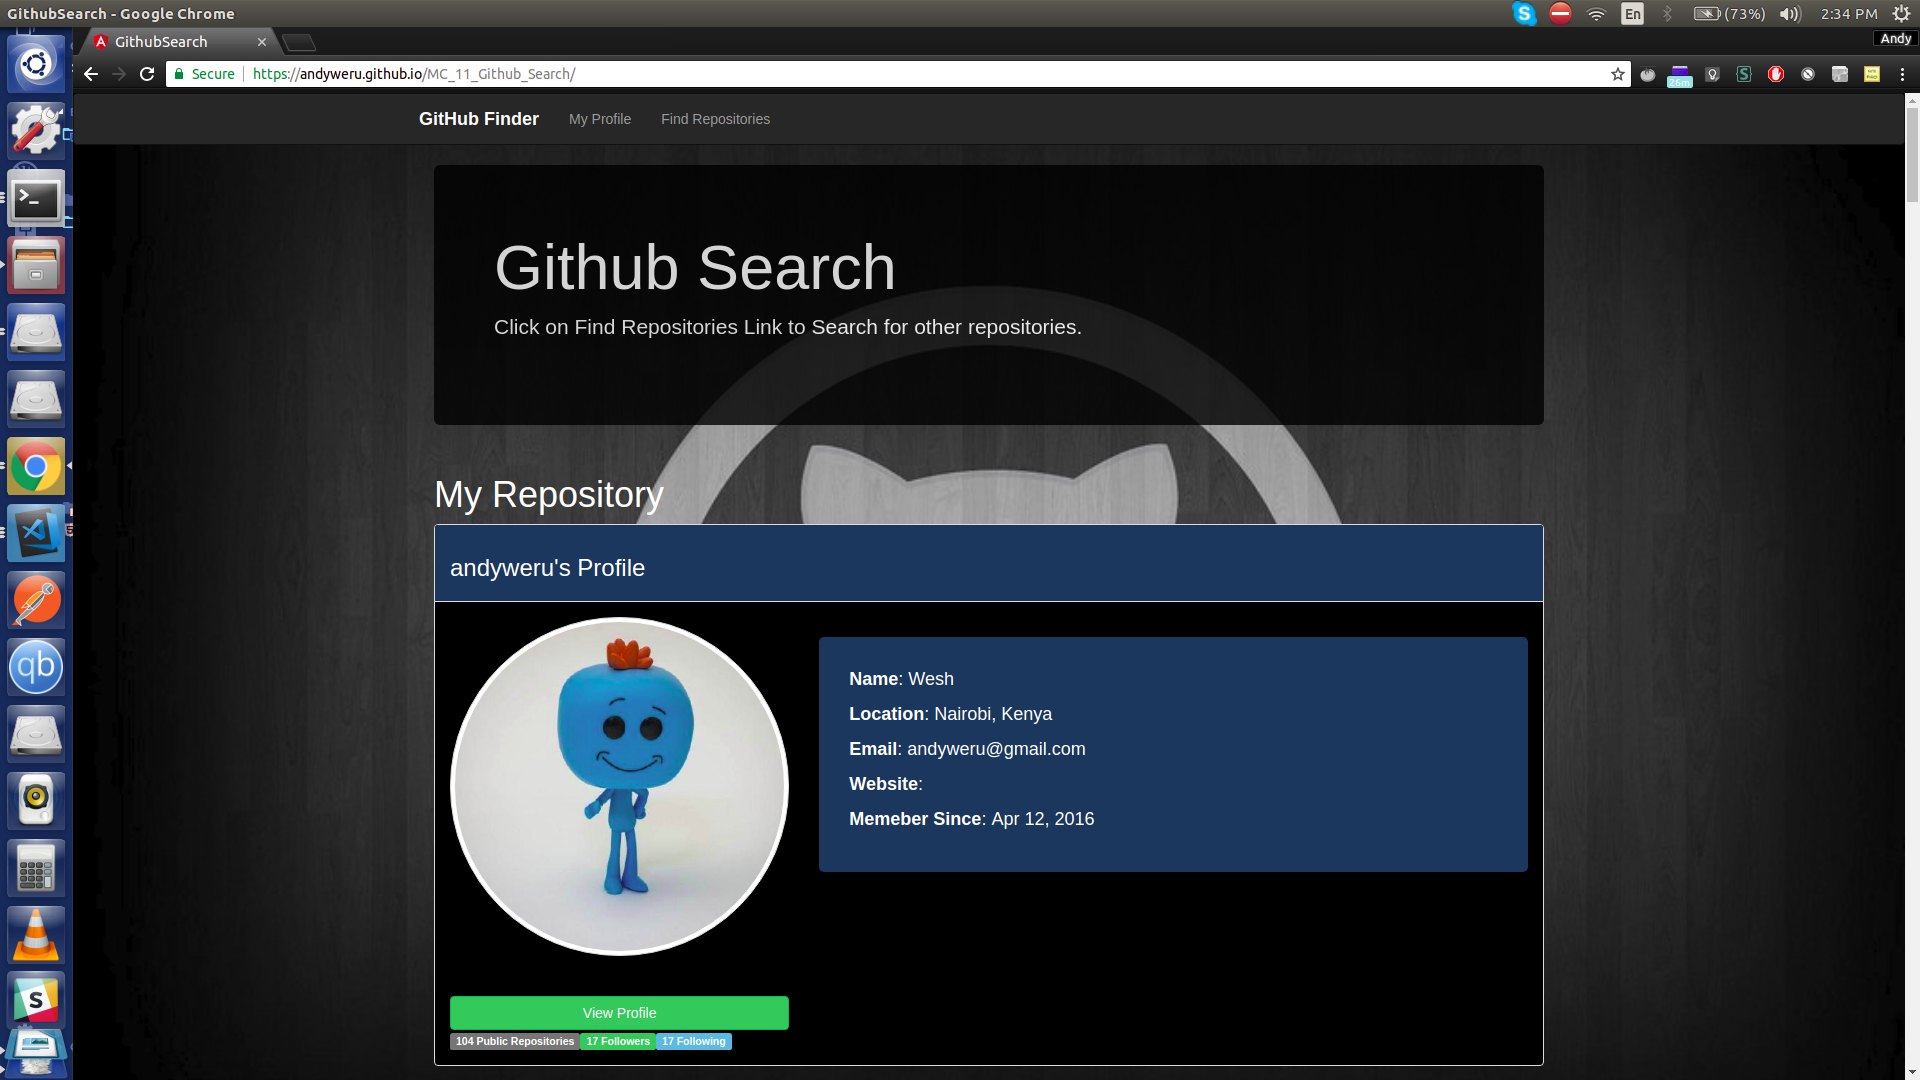 GithubSearch - Google Chrome
En
(73%)
2:34 PM
GithubSearch
Andy
Secure
https://andyweru.github.io/MC_11_Github_Search/
26m
GitHub Finder
My Profile
Find Repositories
Github Search
Click on Find Repositories Link to Search for other repositories.
My Repository
andyweru's Profile
Name: Wesh
Location: Nairobi, Kenya
Email: andyweru@gmail.com
Website:
Memeber Since: Apr 12, 2016
View Profile
104 Public Repositories
17 Followers
17 Following
qb